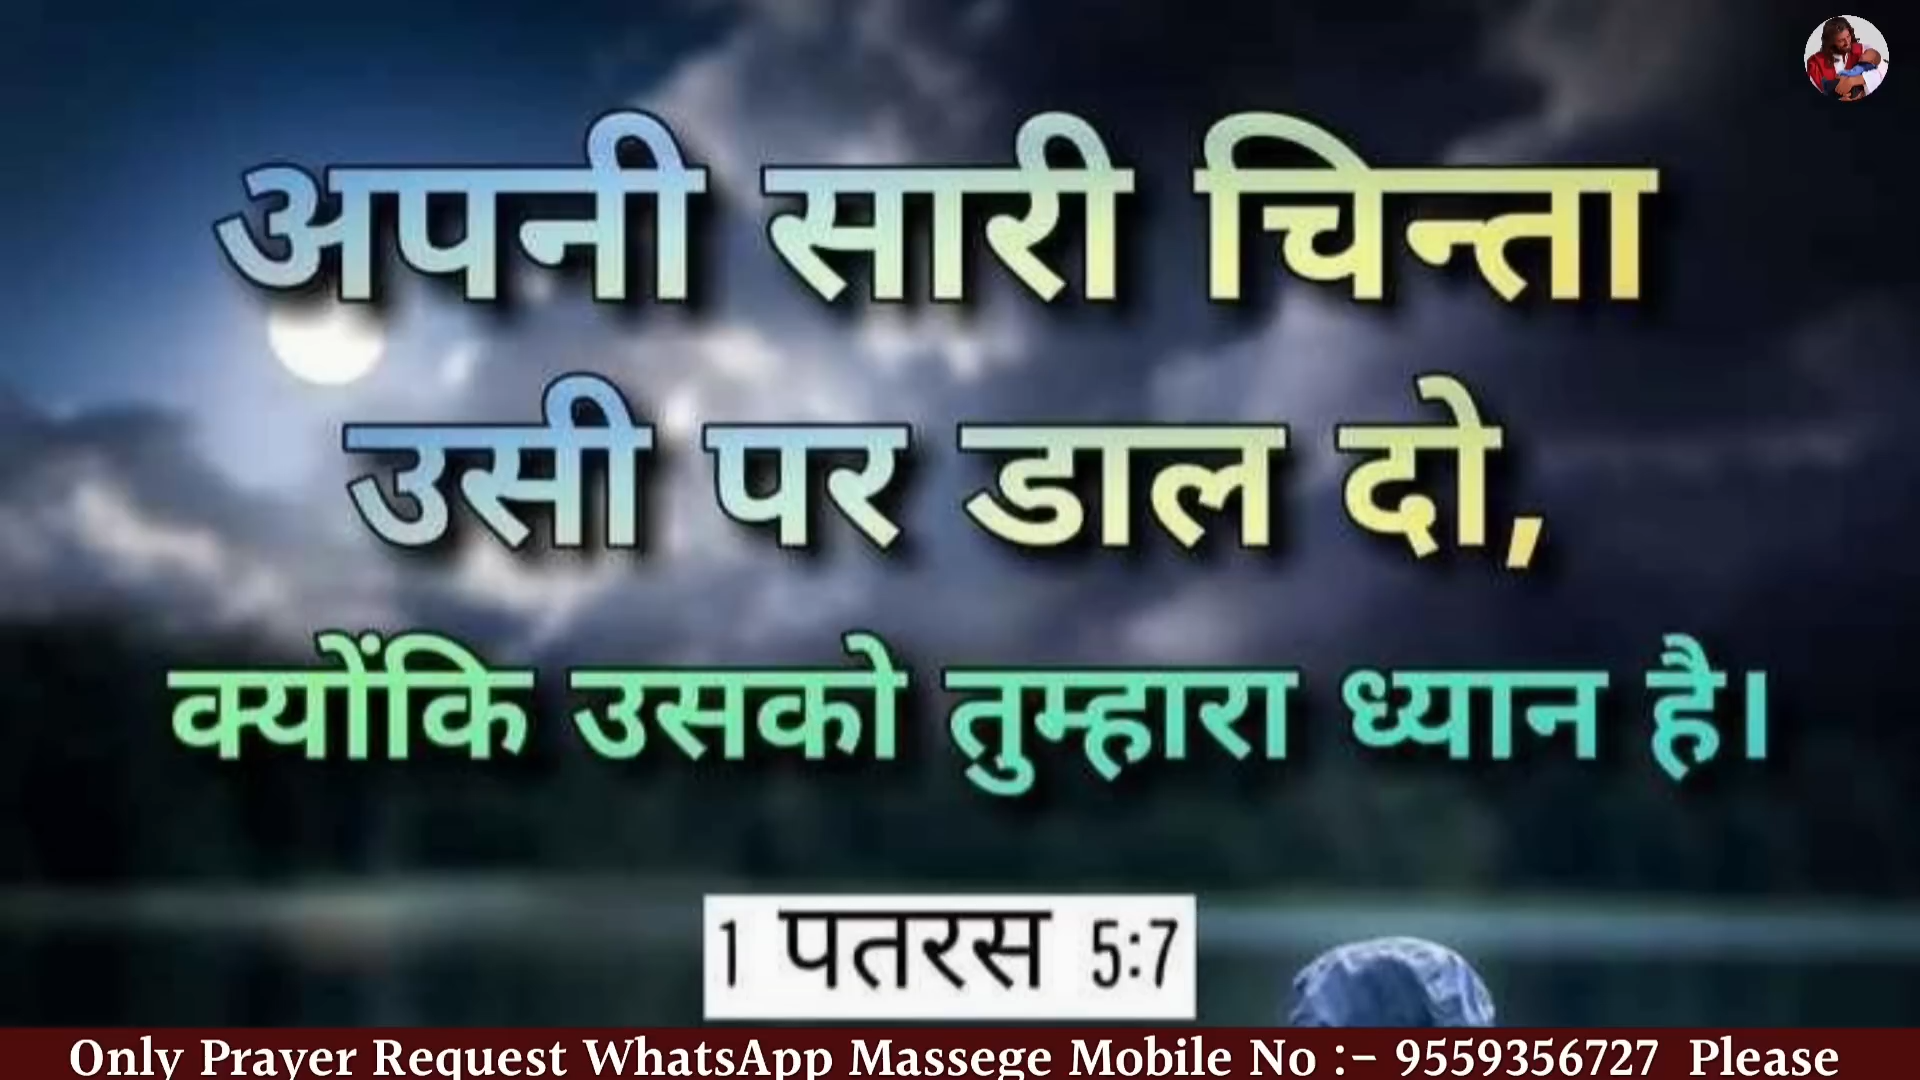 अपनी सारी चिन्ता
उसी पर डाल दो,
क्योंकि उसको तुम्हारा ध्यान है।
1 पतरस 5:7
Only Prayer Request WhatsApp Massege Mobile No :- 9559356727 Please